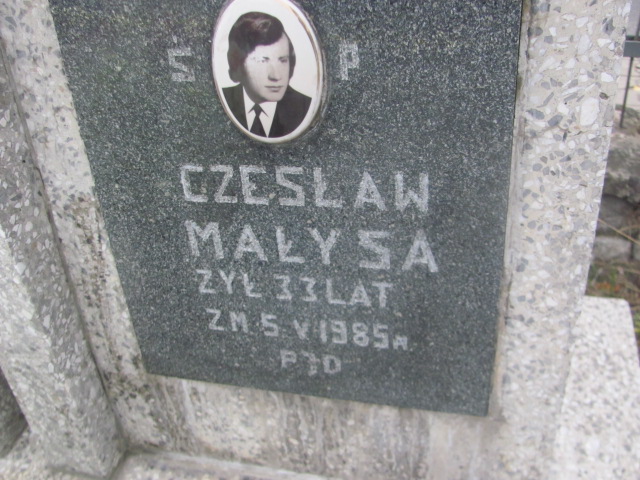 S P
CZESŁAW
MAŁYSA
ŻYŁ 33 LAT
ZM. 5 V 1985 R.
P J D